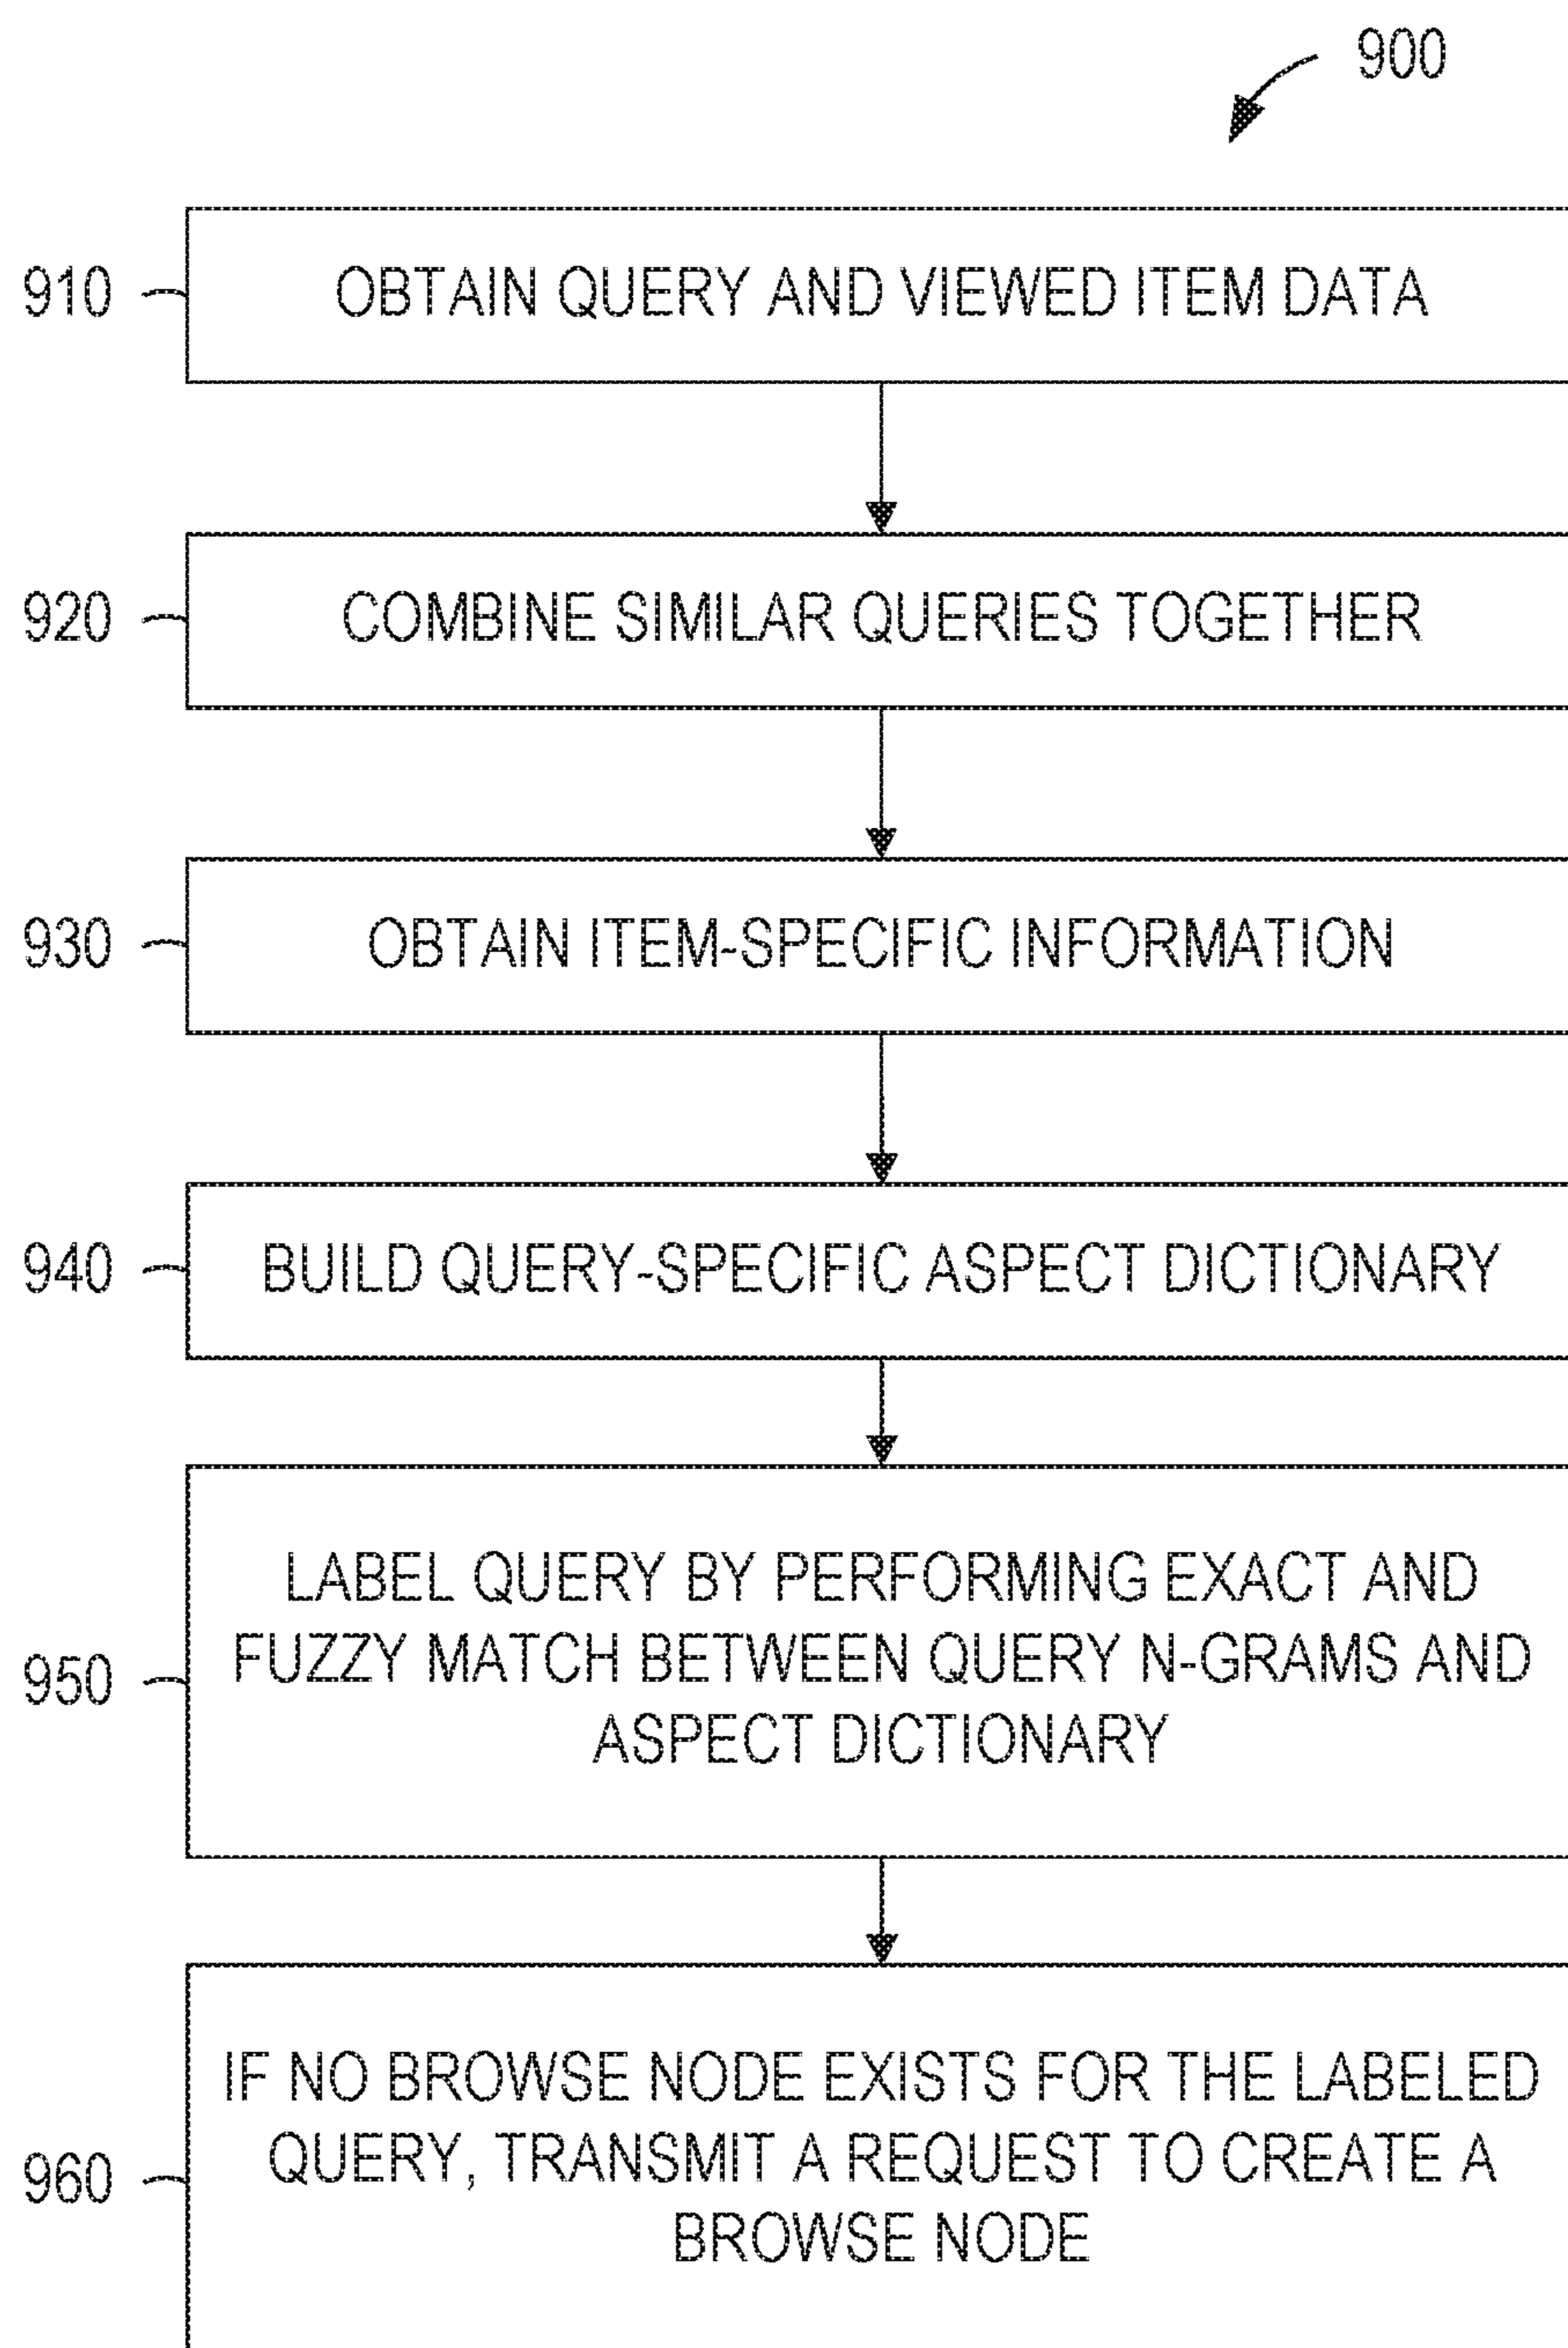 900
910
OBTAIN QUERY AND VIEWED ITEM DATA
920
COMBINE SIMILAR QUERIES TOGETHER
930
OBTAIN ITEM-SPECIFIC INFORMATION
940
BUILD QUERY-SPECIFIC ASPECT DICTIONARY
950
LABEL QUERY BY PERFORMING EXACT AND
FUZZY MATCH BETWEEN QUERY N-GRAMS AND
ASPECT DICTIONARY
960
IF NO BROWSE NODE EXISTS FOR THE LABELED
QUERY, TRANSMIT A REQUEST TO CREATE A
BROWSE NODE